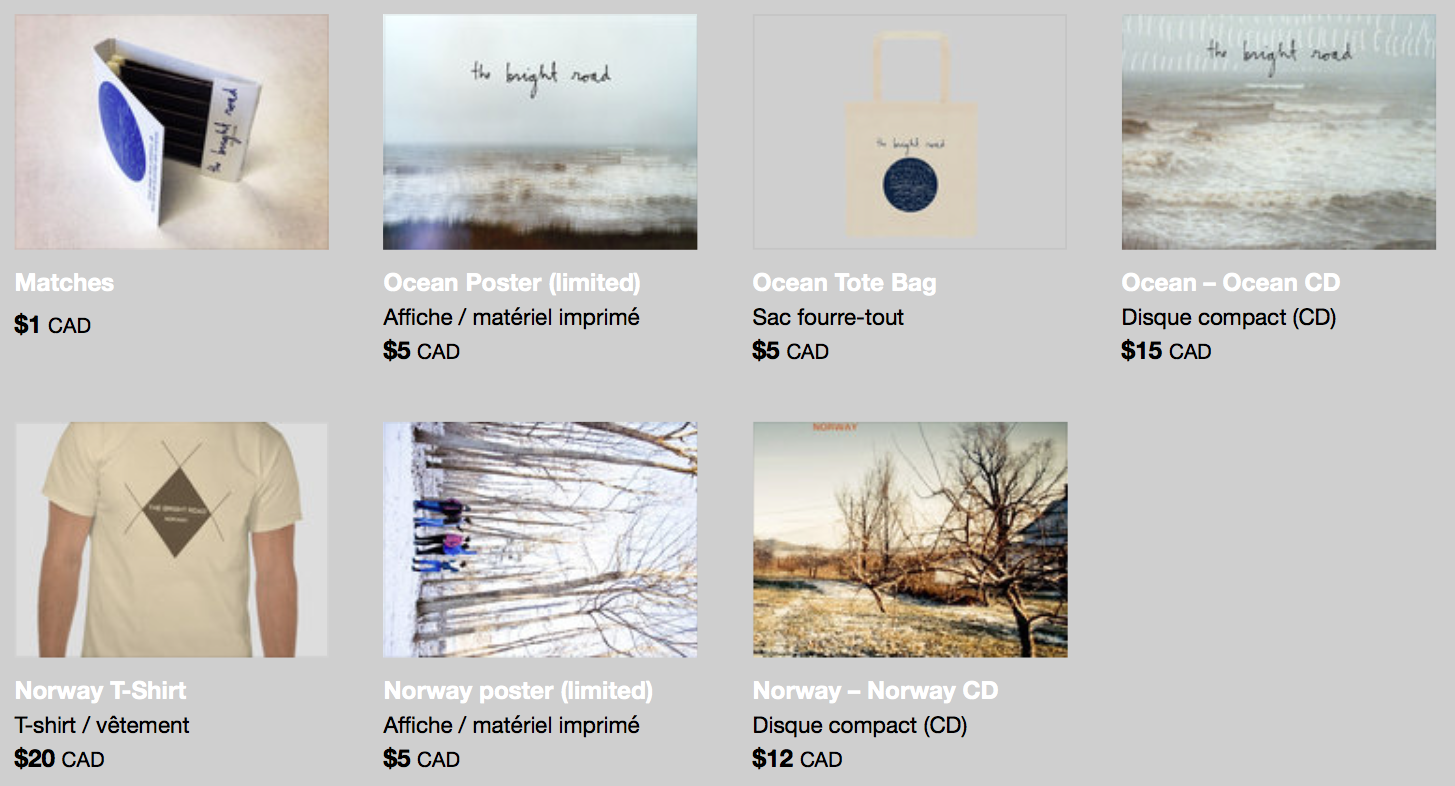 the bright road
the bright road
the bright road
the bright road
Matches
$1 CAD
Ocean Poster (limited)
Affiche / matériel imprimé
$5 CAD
Ocean Tote Bag
Sac fourre-tout
$5 CAD
Ocean – Ocean CD
Disque compact (CD)
$15 CAD
THE BRIGHT ROAD
NORWAY
NORWAY
Norway T-Shirt
T-shirt / vêtement
$20 CAD
Norway poster (limited)
Affiche / matériel imprimé
$5 CAD
Norway – Norway CD
Disque compact (CD)
$12 CAD